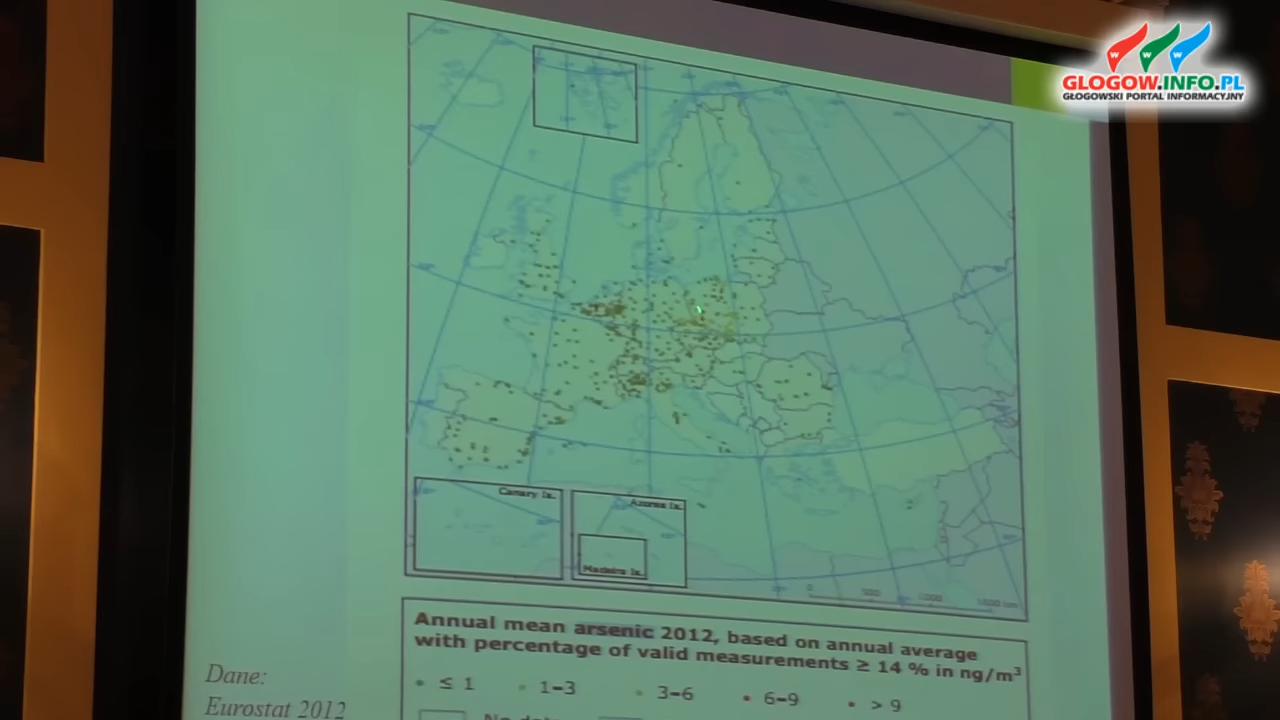 GLOGOW.INFO.PL
GŁOGOWSKI PORTAL INFORMACYJNY
Canary Is.
Azores Is.
Madeira Is.
0 500 1000 1500 km
Annual mean arsenic 2012, based on annual average
with percentage of valid measurements ≥ 14 % in ng/m³
≤ 1 1–3 3–6 6–9 > 9
Dane:
Eurostat 2012